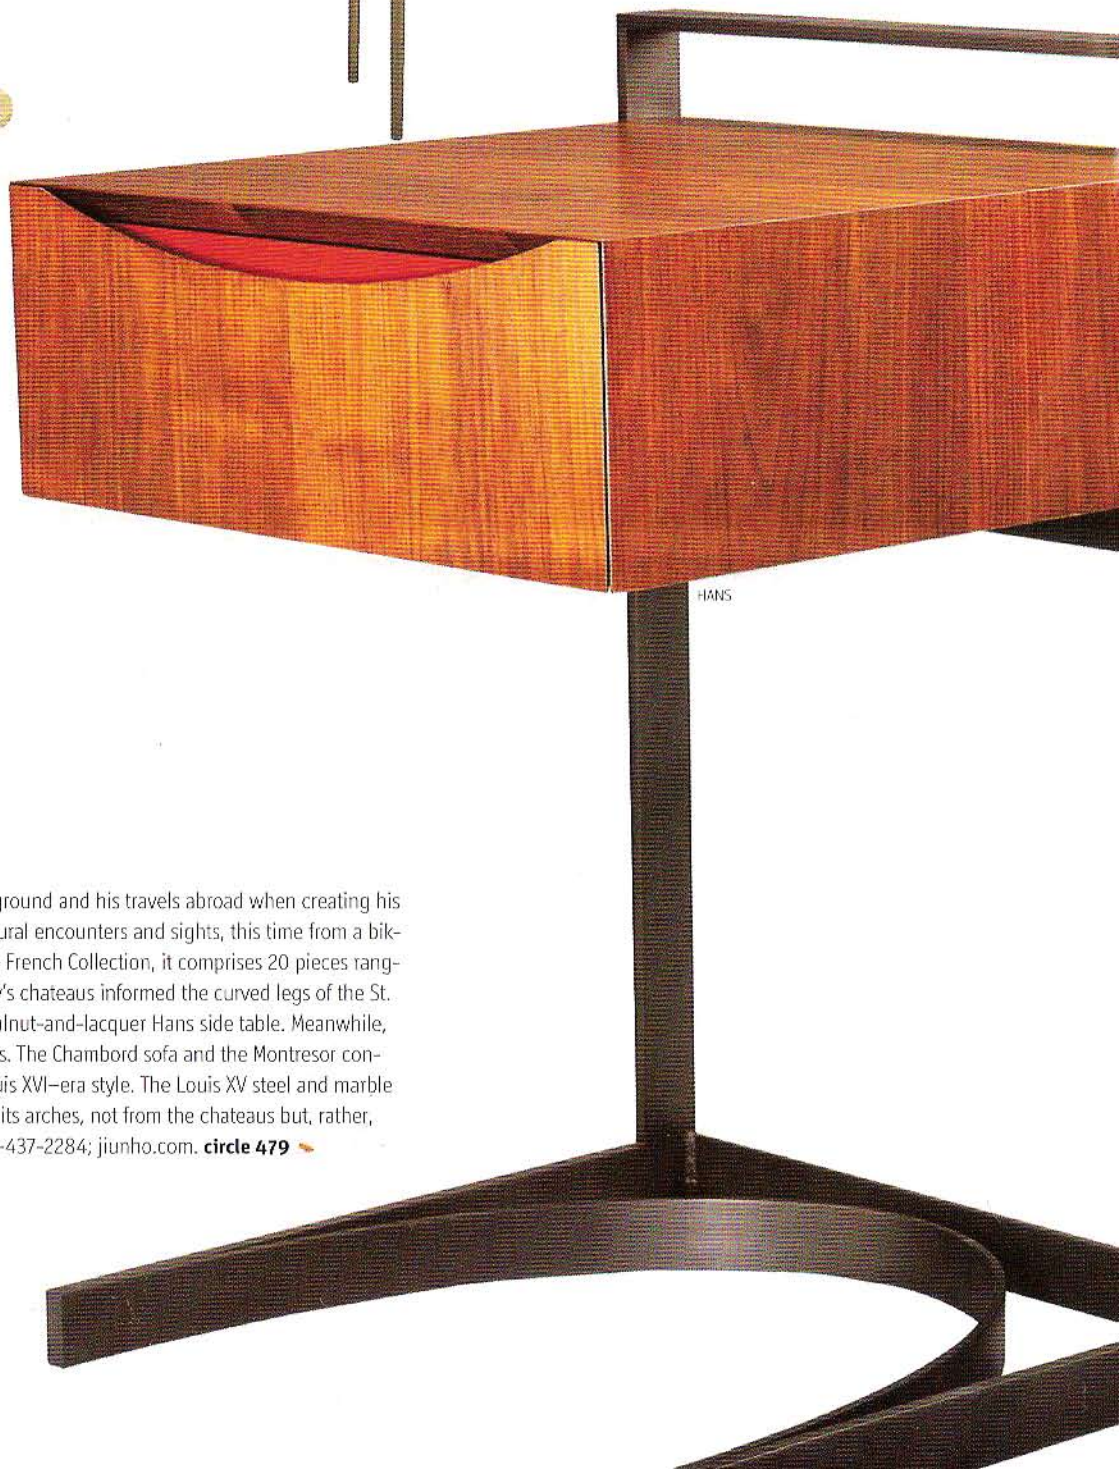 HANS
ground and his travels abroad when creating his
ural encounters and sights, this time from a bik-
French Collection, it comprises 20 pieces rang-
y's chateaus informed the curved legs of the St.
alnut-and-lacquer Hans side table. Meanwhile,
s. The Chambord sofa and the Montresor con-
uis XVI–era style. The Louis XV steel and marble
its arches, not from the chateaus but, rather,
-437-2284; jiunho.com. circle 479